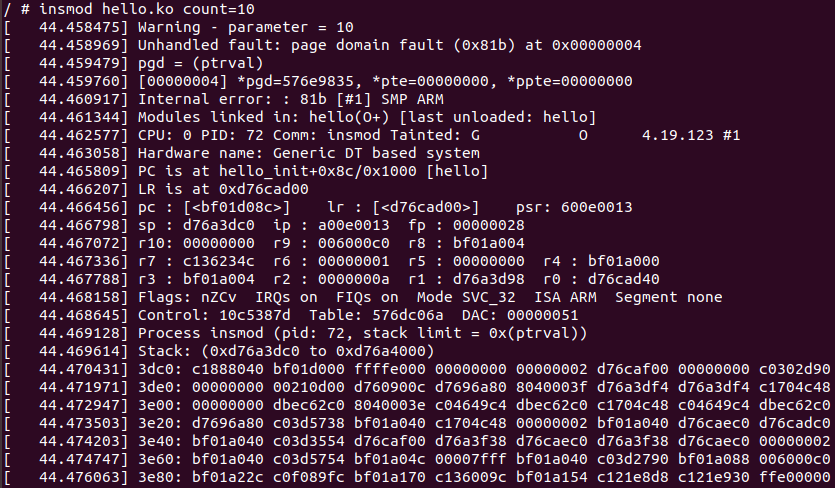 / # insmod hello.ko count=10
[   44.458475] Warning - parameter = 10
[   44.458969] Unhandled fault: page domain fault (0x81b) at 0x00000004
[   44.459479] pgd = (ptrval)
[   44.459760] [00000004] *pgd=576e9835, *pte=00000000, *ppte=00000000
[   44.460917] Internal error: : 81b [#1] SMP ARM
[   44.461344] Modules linked in: hello(O+) [last unloaded: hello]
[   44.462577] CPU: 0 PID: 72 Comm: insmod Tainted: G           O      4.19.123 #1
[   44.463058] Hardware name: Generic DT based system
[   44.465809] PC is at hello_init+0x8c/0x1000 [hello]
[   44.466207] LR is at 0xd76cad00
[   44.466456] pc : [<bf01d08c>]    lr : [<d76cad00>]    psr: 600e0013
[   44.466798] sp : d76a3dc0  ip : a00e0013  fp : 00000028
[   44.467072] r10: 00000000  r9 : 006000c0  r8 : bf01a004
[   44.467336] r7 : c136234c  r6 : 00000001  r5 : 00000000  r4 : bf01a000
[   44.467788] r3 : bf01a004  r2 : 0000000a  r1 : d76a3d98  r0 : d76cad40
[   44.468158] Flags: nZCv  IRQs on  FIQs on  Mode SVC_32  ISA ARM  Segment none
[   44.468645] Control: 10c5387d  Table: 576dc06a  DAC: 00000051
[   44.469128] Process insmod (pid: 72, stack limit = 0x(ptrval))
[   44.469614] Stack: (0xd76a3dc0 to 0xd76a4000)
[   44.470431] 3dc0: c1888040 bf01d000 ffffe000 00000000 00000002 d76caf00 00000000 c0302d90
[   44.471971] 3de0: 00000000 00210d00 d760900c d7696a80 8040003f d76a3df4 d76a3df4 c1704c48
[   44.472947] 3e00: 00000000 dbec62c0 8040003e c04649c4 dbec62c0 c1704c48 c04649c4 dbec62c0
[   44.473503] 3e20: d7696a80 c03d5738 bf01a040 c1704c48 00000002 bf01a040 d76caec0 d76cadc0
[   44.474203] 3e40: bf01a040 c03d3554 d76caf00 d76a3f38 d76caec0 d76a3f38 d76caec0 00000002
[   44.474747] 3e60: bf01a040 c03d5754 bf01a04c 00007fff bf01a040 c03d2790 bf01a088 006000c0
[   44.476063] 3e80: bf01a22c c0f089fc bf01a170 c136009c bf01a154 c121e8d8 c121e930 ffe00000